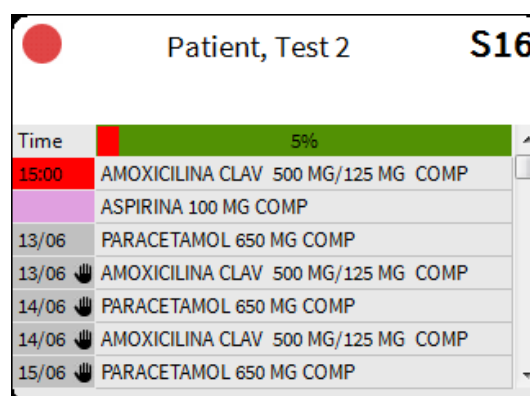 Patient, Test 2 S16
Time 5%
15:00 AMOXICILINA CLAV 500 MG/125 MG COMP
ASPIRINA 100 MG COMP
13/06 PARACETAMOL 650 MG COMP
13/06 AMOXICILINA CLAV 500 MG/125 MG COMP
14/06 PARACETAMOL 650 MG COMP
14/06 AMOXICILINA CLAV 500 MG/125 MG COMP
15/06 PARACETAMOL 650 MG COMP